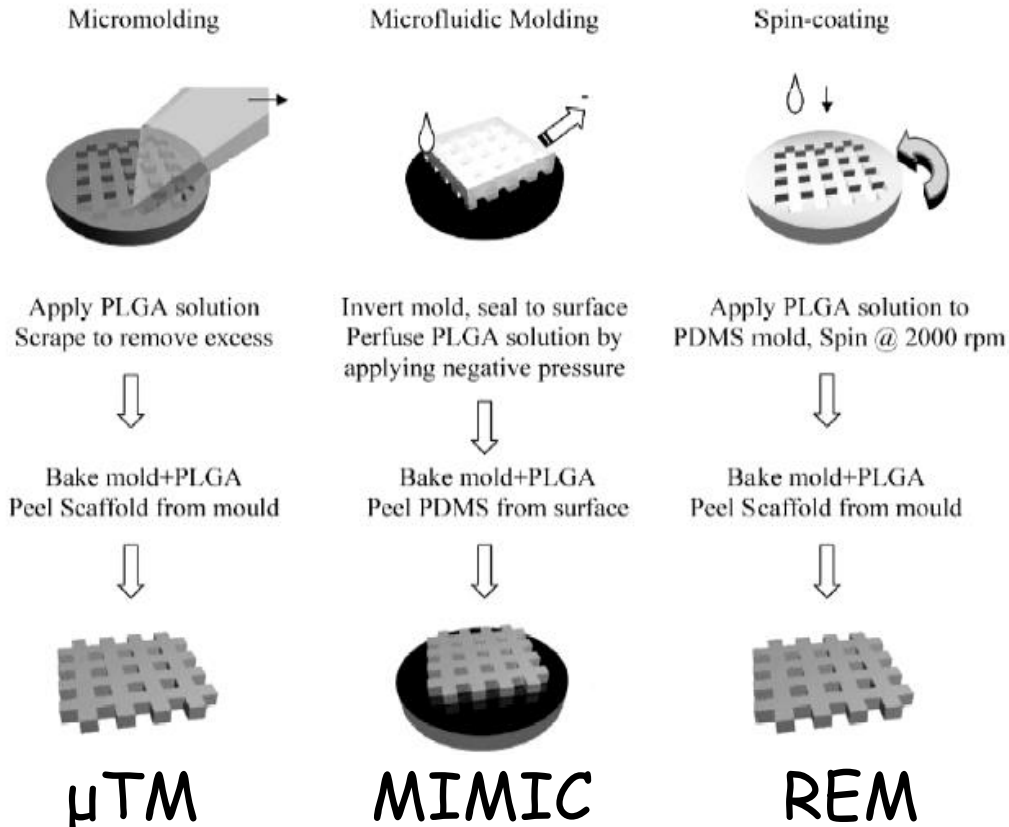 Micromolding
Microfluidic Molding
Spin-coating
Apply PLGA solution
Scrape to remove excess
Invert mold, seal to surface
Perfuse PLGA solution by
applying negative pressure
Apply PLGA solution to
PDMS mold, Spin @ 2000 rpm
Bake mold+PLGA
Peel Scaffold from mould
Bake mold+PLGA
Peel PDMS from surface
Bake mold+PLGA
Peel Scaffold from mould
µTM
MIMIC
REM